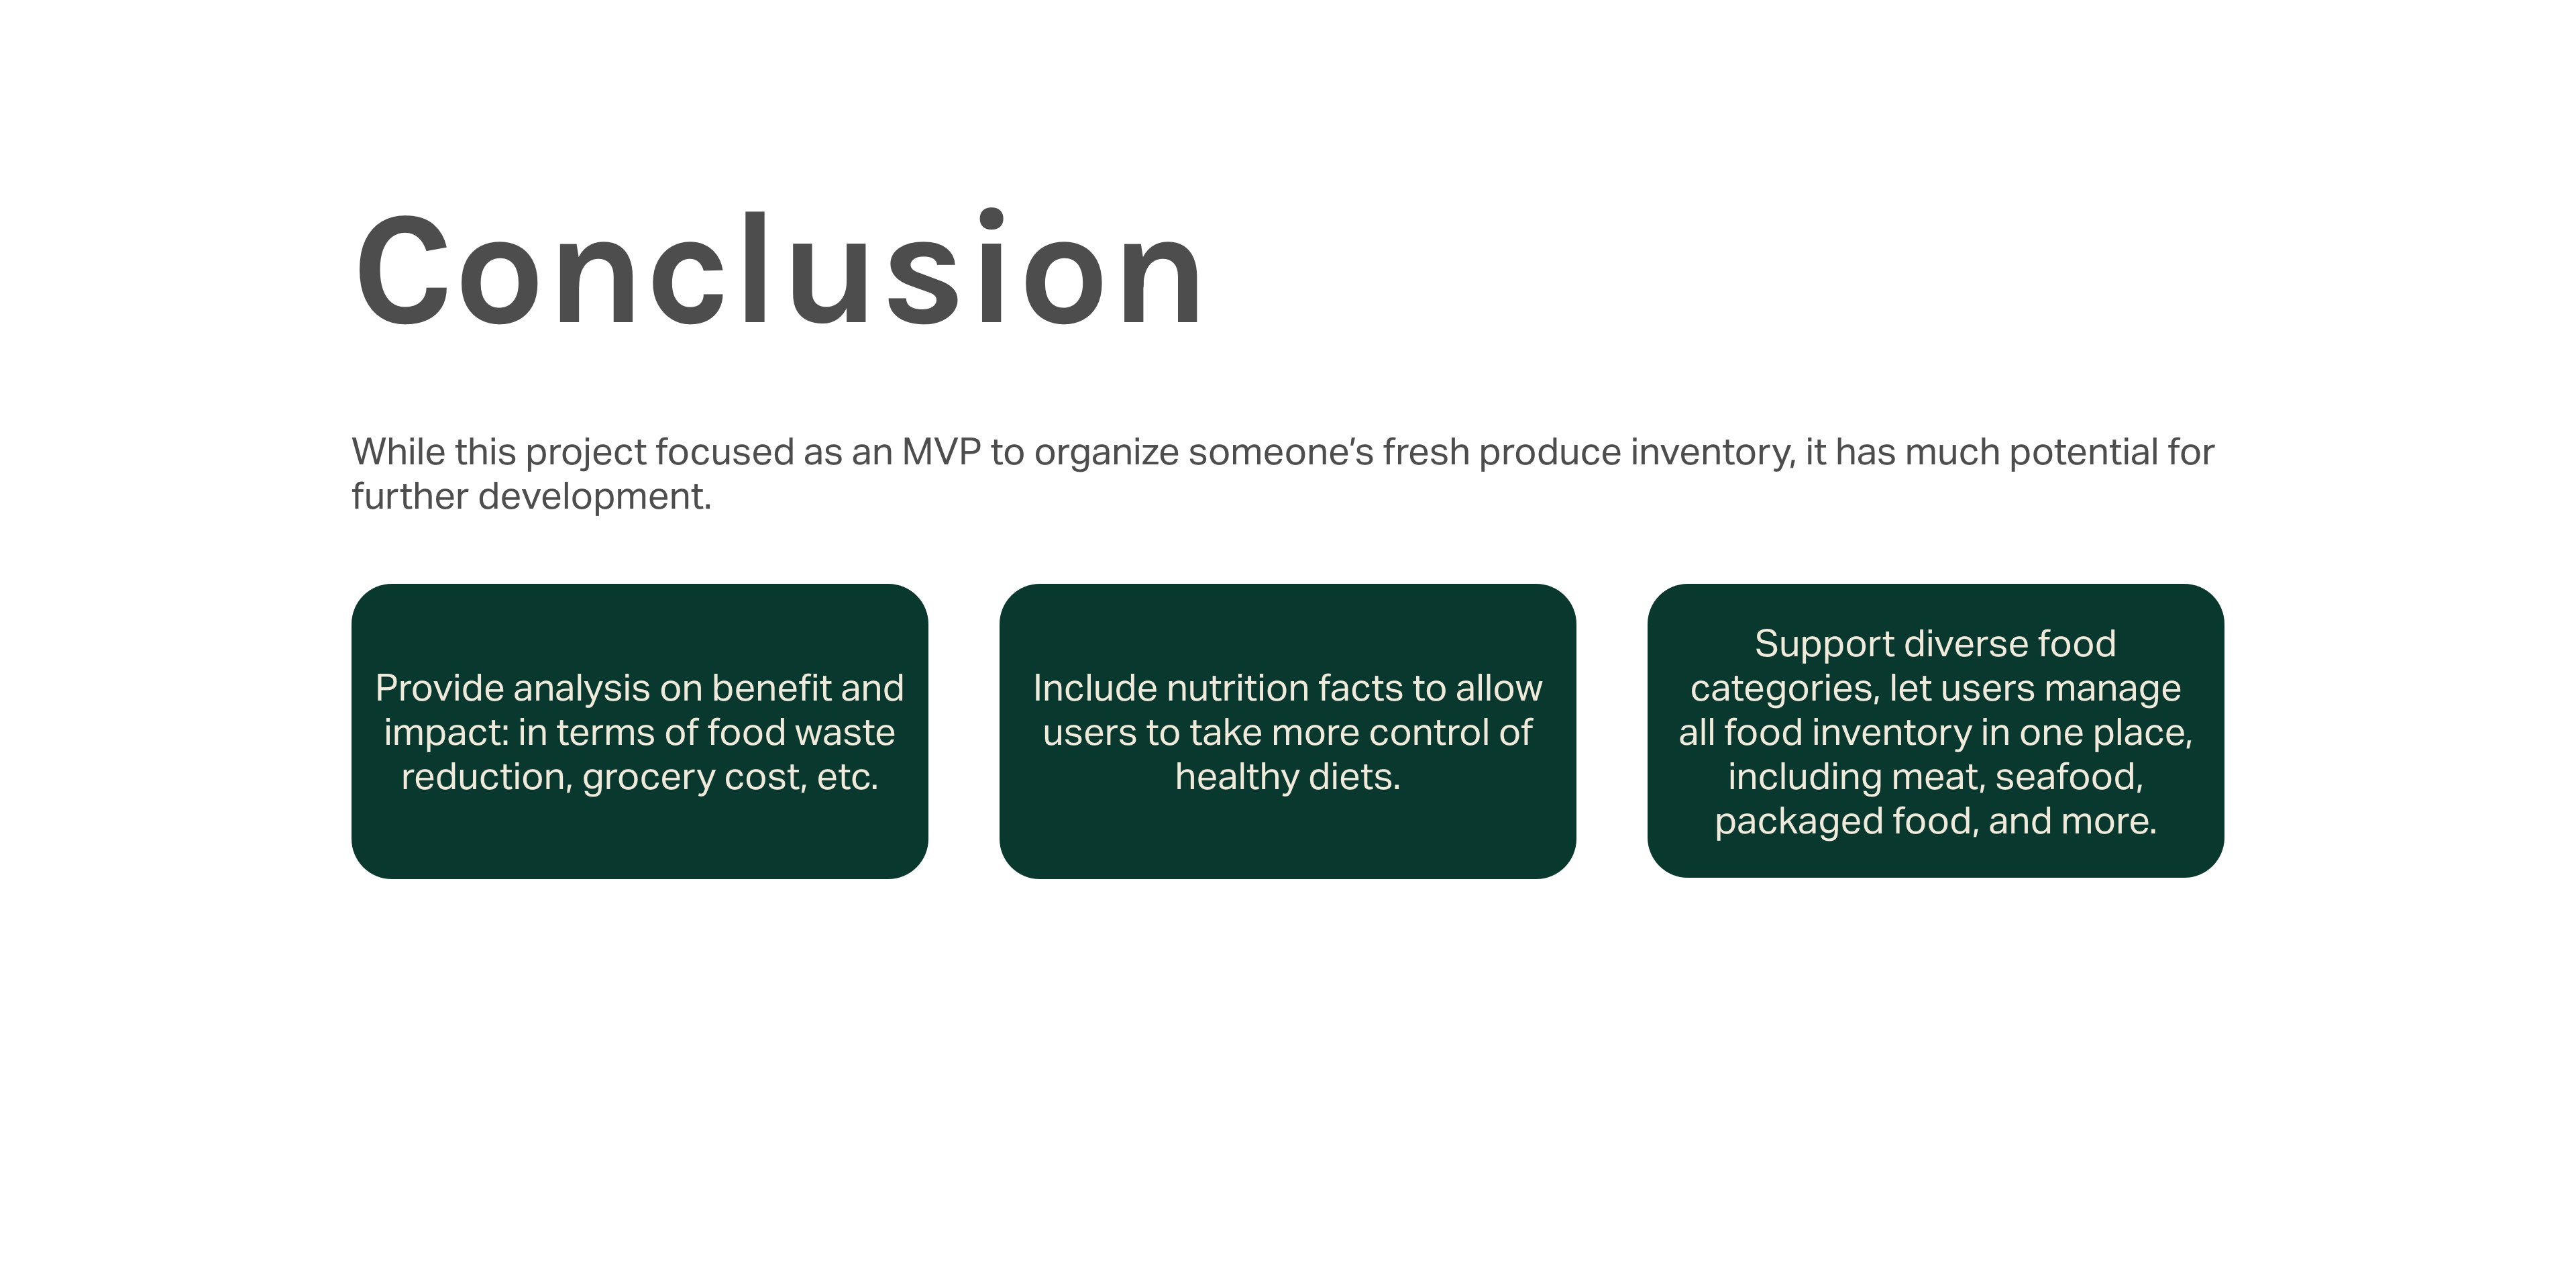 Conclusion
While this project focused as an MVP to organize someone's fresh produce inventory, it has much potential for
further development.
Provide analysis on benefit and
impact: in terms of food waste
reduction, grocery cost, etc.
Include nutrition facts to allow
users to take more control of
healthy diets.
Support diverse food
categories, let users manage
all food inventory in one place,
including meat, seafood,
packaged food, and more.